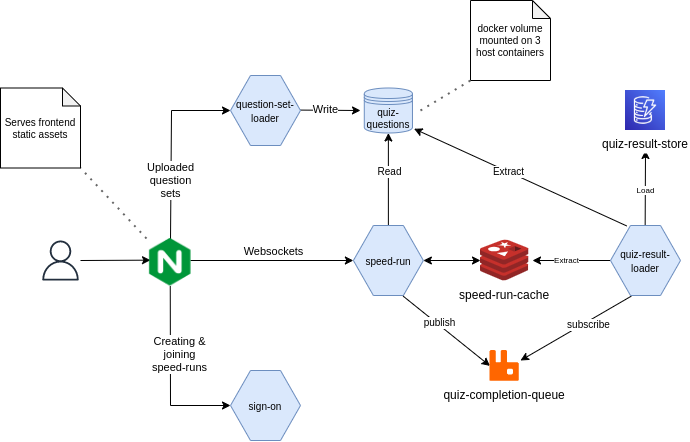 docker volume
mounted on 3
host containers
Serves frontend
static assets
question-set-
loader
Write
quiz-
questions
quiz-result-store
Uploaded
question
sets
Read
Extract
Load
N
Websockets
speed-run
Extract
quiz-result-
loader
speed-run-cache
publish
subscribe
Creating &
joining
speed-runs
quiz-completion-queue
sign-on